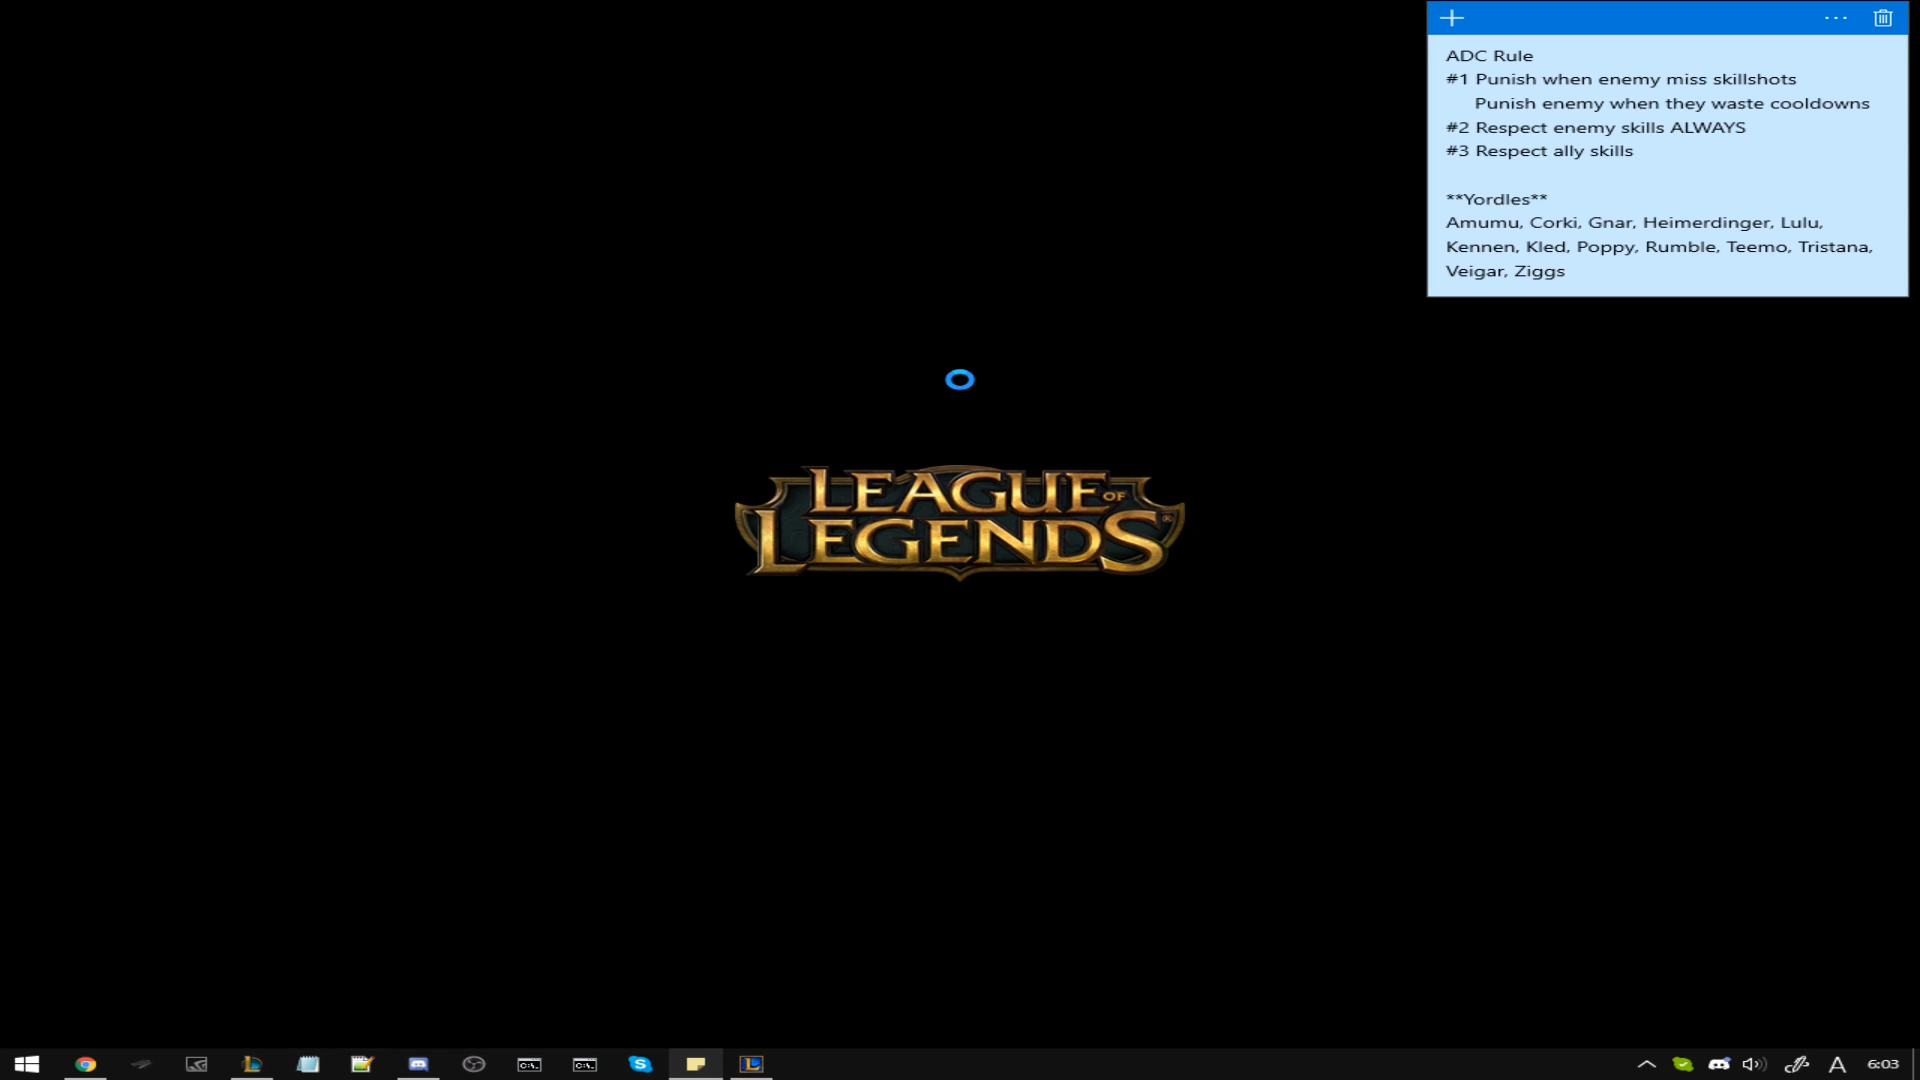 ADC Rule
#1 Punish when enemy miss skillshots
Punish enemy when they waste cooldowns
#2 Respect enemy skills ALWAYS
#3 Respect ally skills
**Yordles**
Amumu, Corki, Gnar, Heimerdinger, Lulu,
Kennen, Kled, Poppy, Rumble, Teemo, Tristana,
Veigar, Ziggs
LEAGUE OF
LEGENDS®
C:\. C:\. S L A 6:03